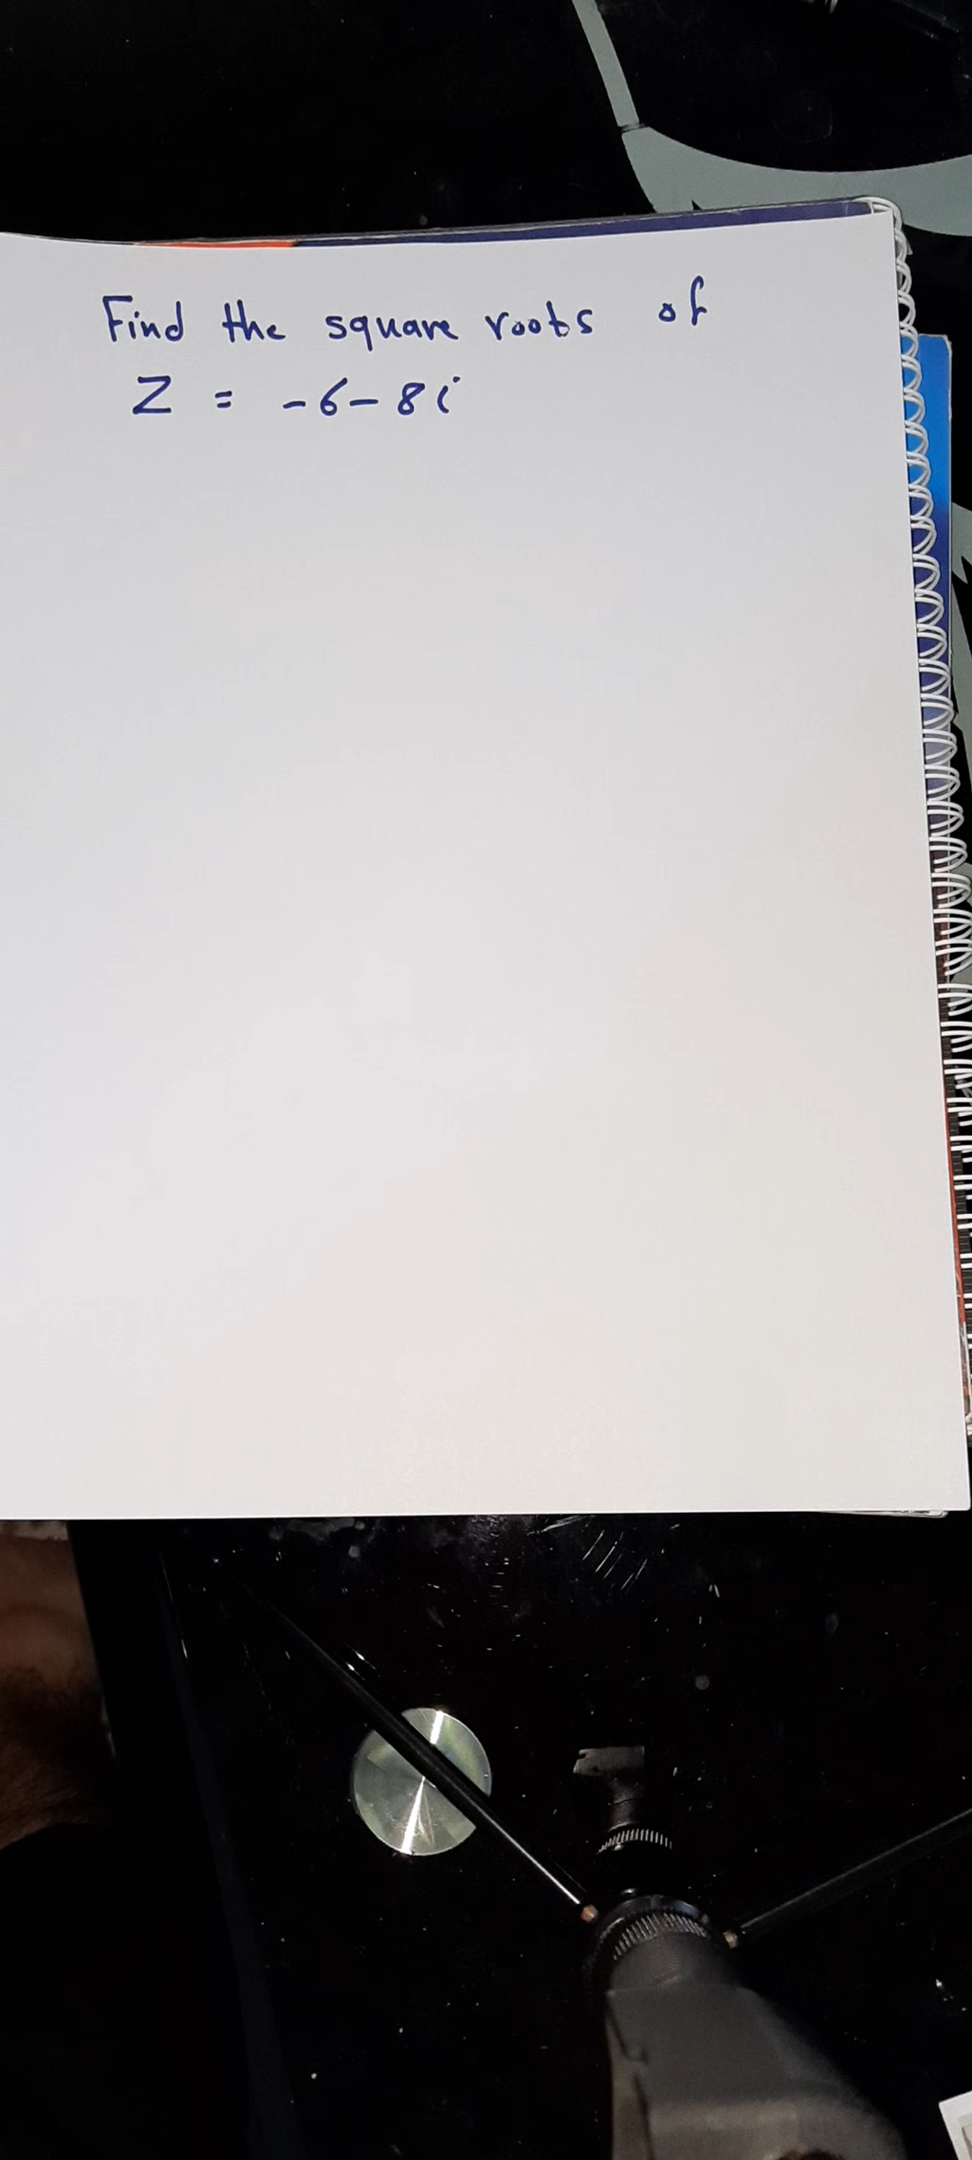 Find the square roots of
Z = -6-8i